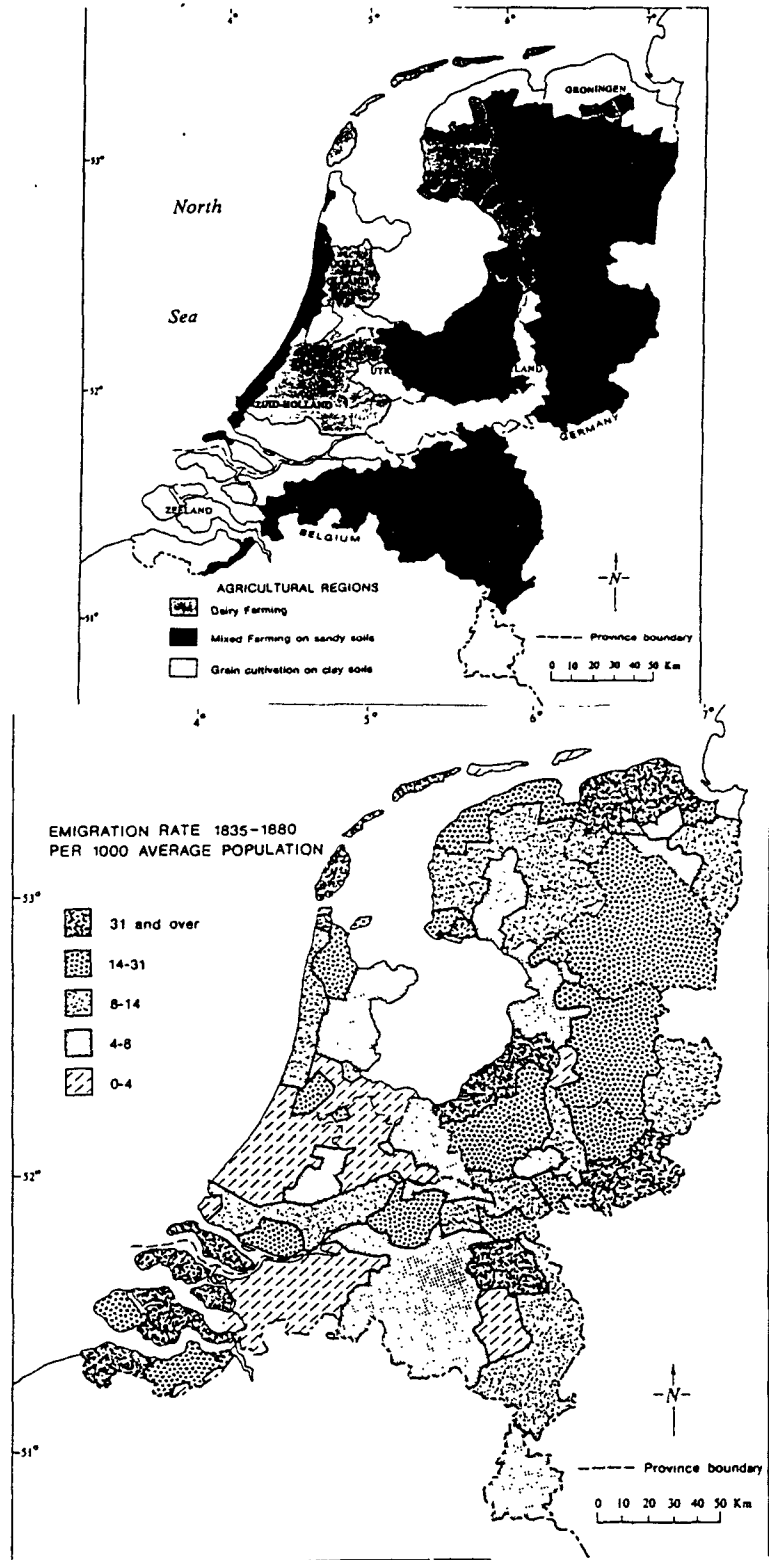 4°
6°
7°
GRONINGEN
53°
North
Sea
52°
ZUID-HOLLAND
GERMANY
ZEELAND
BELGIUM
-N-
AGRICULTURAL REGIONS
Dairy Farming
51°
Mixed Farming on sandy soils
Province boundary
Grain cultivation on clay soils
0 10 20 30 40 50 Km
4°
5°
6°
7°
EMIGRATION RATE 1835-1880
PER 1000 AVERAGE POPULATION
53°
31 and over
14-31
8-14
4-8
0-4
52°
-N-
51°
Province boundary
0 10 20 30 40 50 Km